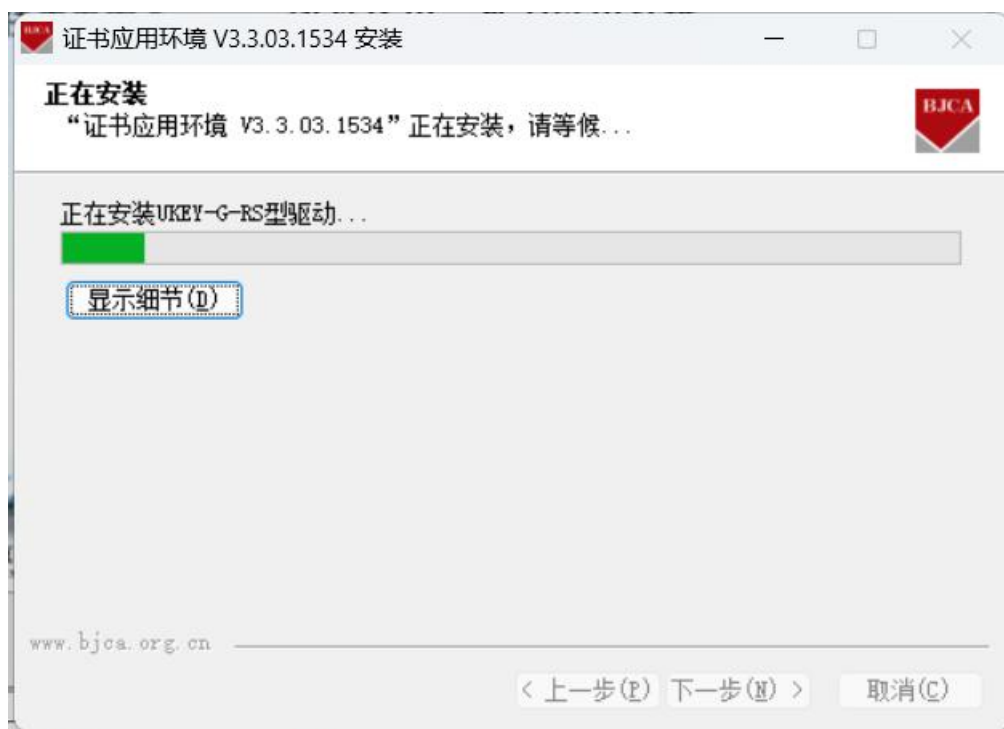 BJCA
证书应用环境 V3.3.03.1534 安装
正在安装
“证书应用环境 V3.3.03.1534”正在安装，请等候...
BJCA
正在安装UKEY-G-RS型驱动...
显示细节(D)
www.bjca.org.cn
< 上一步(P) 下一步(N) > 取消(C)